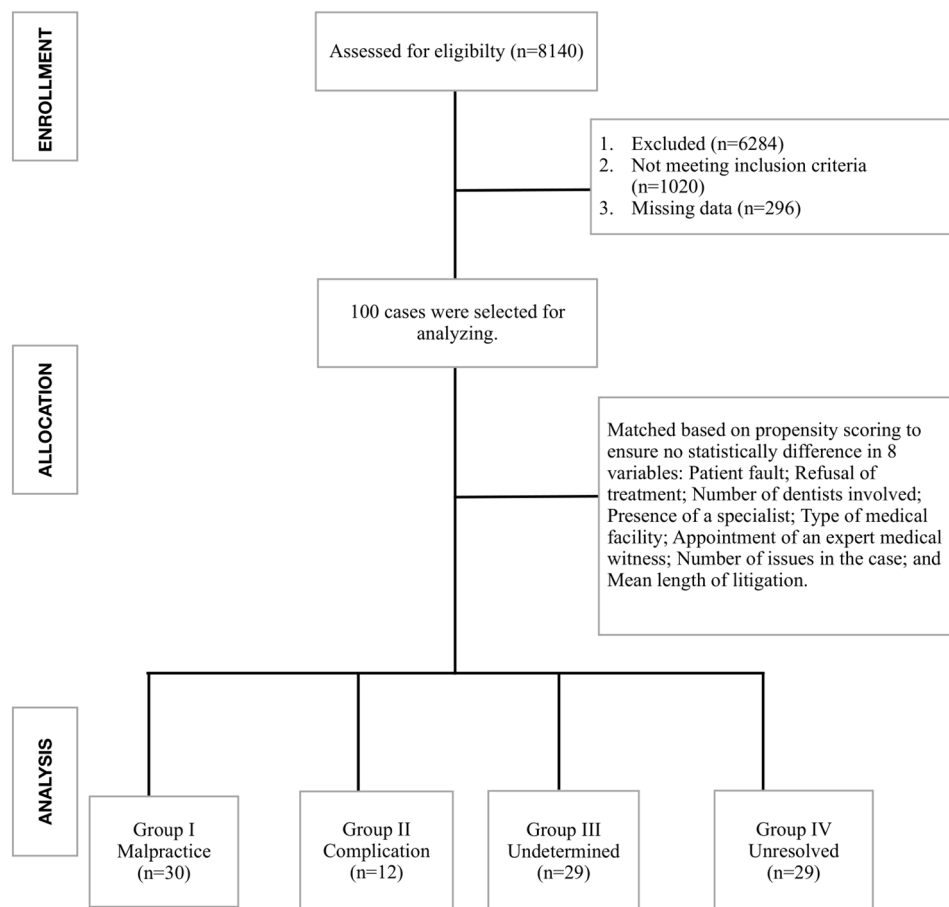 ENROLLMENT
Assessed for eligibilty (n=8140)
1. Excluded (n=6284)
2. Not meeting inclusion criteria
(n=1020)
3. Missing data (n=296)
100 cases were selected for
analyzing.
ALLOCATION
Matched based on propensity scoring to
ensure no statistically difference in 8
variables: Patient fault; Refusal of
treatment; Number of dentists involved;
Presence of a specialist; Type of medical
facility; Appointment of an expert medical
witness; Number of issues in the case; and
Mean length of litigation.
ANALYSIS
Group I
Malpractice
(n=30)
Group II
Complication
(n=12)
Group III
Undetermined
(n=29)
Group IV
Unresolved
(n=29)